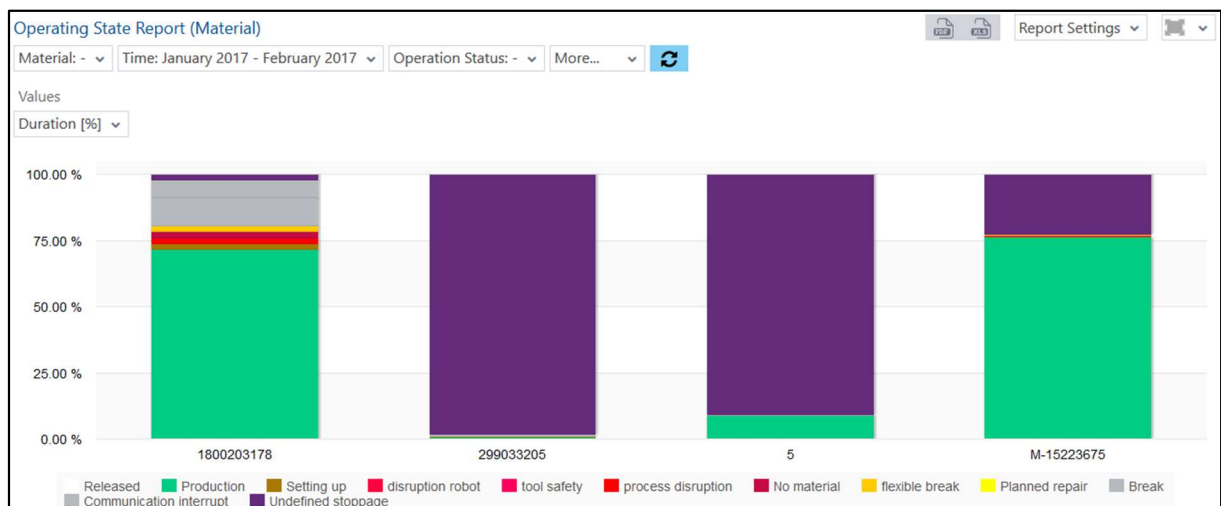 Operating State Report (Material)
PDF XLS Report Settings
Material: - Time: January 2017 - February 2017 Operation Status: - More...
Values
Duration [%]
100.00 %
75.00 %
50.00 %
25.00 %
0.00 %
1800203178 299033205 5 M-15223675
Released Production Setting up disruption robot tool safety process disruption No material flexible break Planned repair Break
Communication interrupt Undefined stoppage